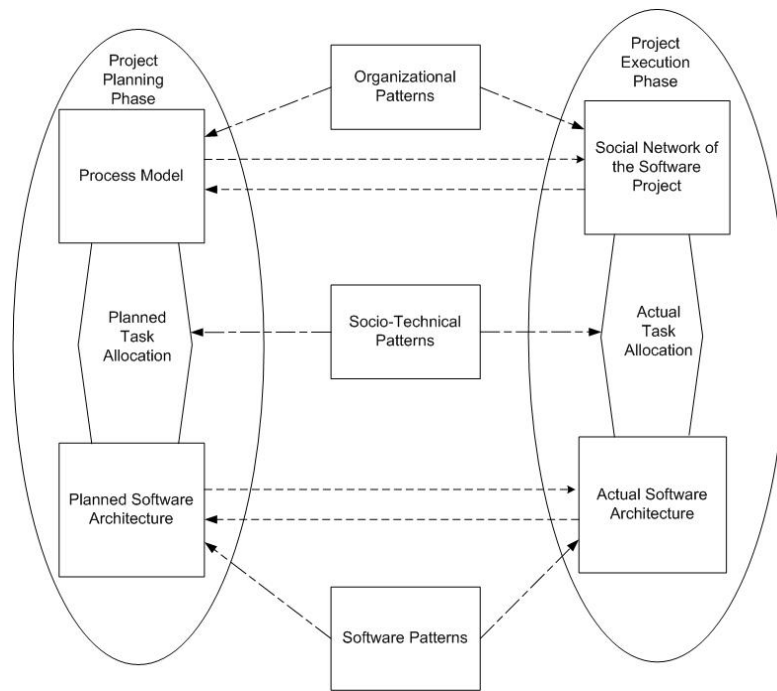 Project
Planning
Phase
Process Model
Planned
Task
Allocation
Planned Software
Architecture
Organizational
Patterns
Socio-Technical
Patterns
Software Patterns
Project
Execution
Phase
Social Network of
the Software
Project
Actual
Task
Allocation
Actual Software
Architecture